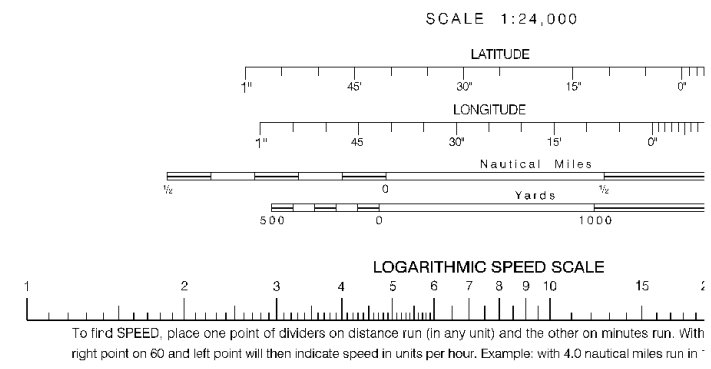 SCALE 1:24,000
LATITUDE
1" 45' 30" 15" 0"
LONGITUDE
1" 45 30" 15' 0"
Nautical Miles
½ 0 ½
Yards
500 0 1000
LOGARITHMIC SPEED SCALE
1 2 3 4 5 6 7 8 9 10 15
To find SPEED, place one point of dividers on distance run (in any unit) and the other on minutes run. With
right point on 60 and left point will then indicate speed in units per hour. Example: with 4.0 nautical miles run in